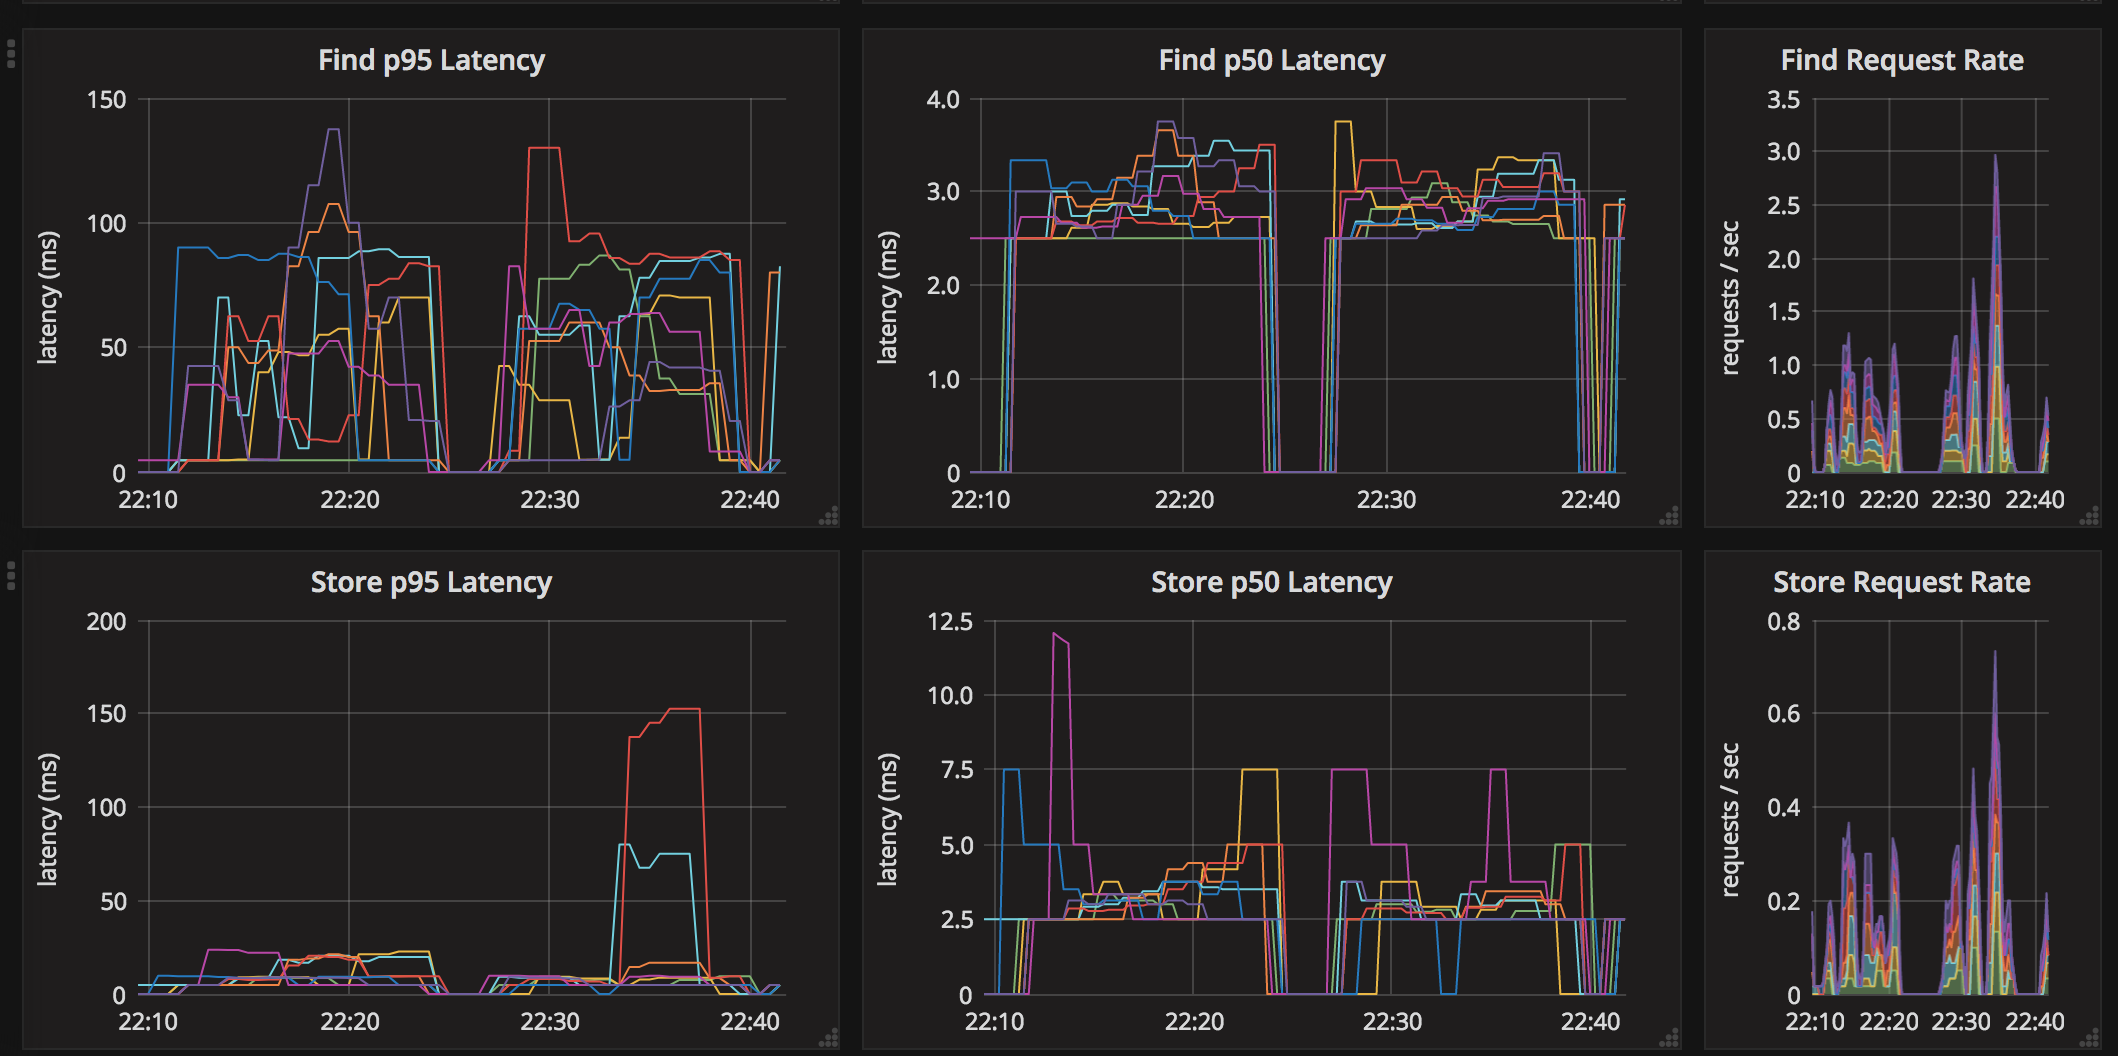 Find p95 Latency
latency (ms)
150
100
50
0
22:10 22:20 22:30 22:40
Find p50 Latency
latency (ms)
4.0
3.0
2.0
1.0
0
22:10 22:20 22:30 22:40
Find Request Rate
requests / sec
3.5
3.0
2.5
2.0
1.5
1.0
0.5
0
22:10 22:20 22:30 22:40
Store p95 Latency
latency (ms)
200
150
100
50
0
22:10 22:20 22:30 22:40
Store p50 Latency
latency (ms)
12.5
10.0
7.5
5.0
2.5
0
22:10 22:20 22:30 22:40
Store Request Rate
requests / sec
0.8
0.6
0.4
0.2
0
22:10 22:20 22:30 22:40